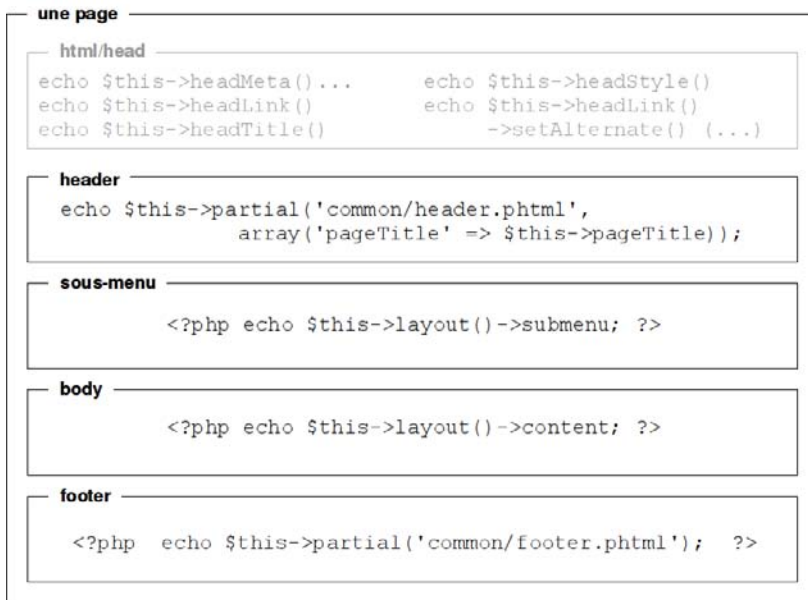 une page
html/head
echo $this->headMeta()... echo $this->headStyle()
echo $this->headLink() echo $this->headLink()
echo $this->headTitle() ->setAlternate() (...)
header
echo $this->partial('common/header.phtml',
array('pageTitle' => $this->pageTitle));
sous-menu
<?php echo $this->layout()->submenu; ?>
body
<?php echo $this->layout()->content; ?>
footer
<?php echo $this->partial('common/footer.phtml'); ?>